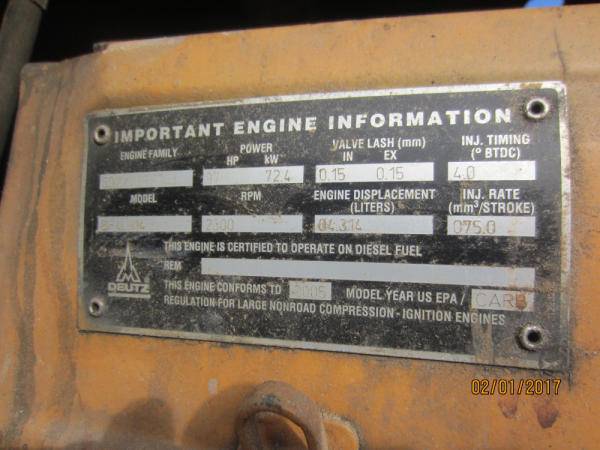 IMPORTANT ENGINE INFORMATION
ENGINE FAMILY POWER VALVE LASH (mm) INJ. TIMING
HP kW IN EX (° BTDC)
72.4 0.15 0.15 4.0
MODEL RPM ENGINE DISPLACEMENT INJ. RATE
(LITERS) (mm³/STROKE)
2300 04.314 075.0
THIS ENGINE IS CERTIFIED TO OPERATE ON DIESEL FUEL
REM
DEUTZ
THIS ENGINE CONFORMS TO 2005 MODEL YEAR US EPA / CARB
REGULATION FOR LARGE NONROAD COMPRESSION - IGNITION ENGINES
02/01/2017